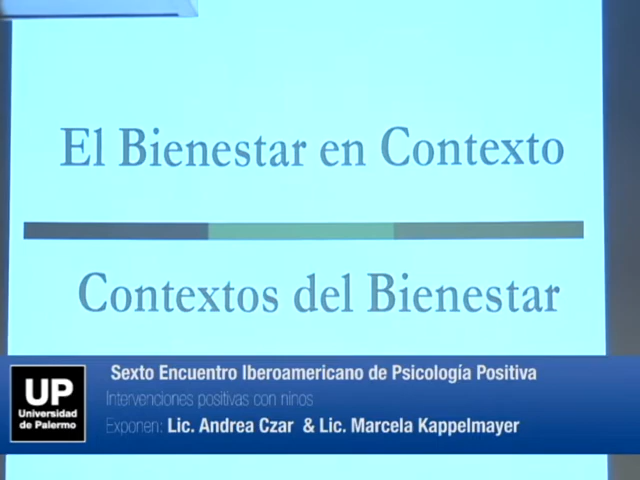 El Bienestar en Contexto
Contextos del Bienestar
Sexto Encuentro Iberoamericano de Psicología Positiva
Intervenciones positivas con ninos
Exponen: Lic. Andrea Czar & Lic. Marcela Kappelmayer
UP
Universidad
de Palermo